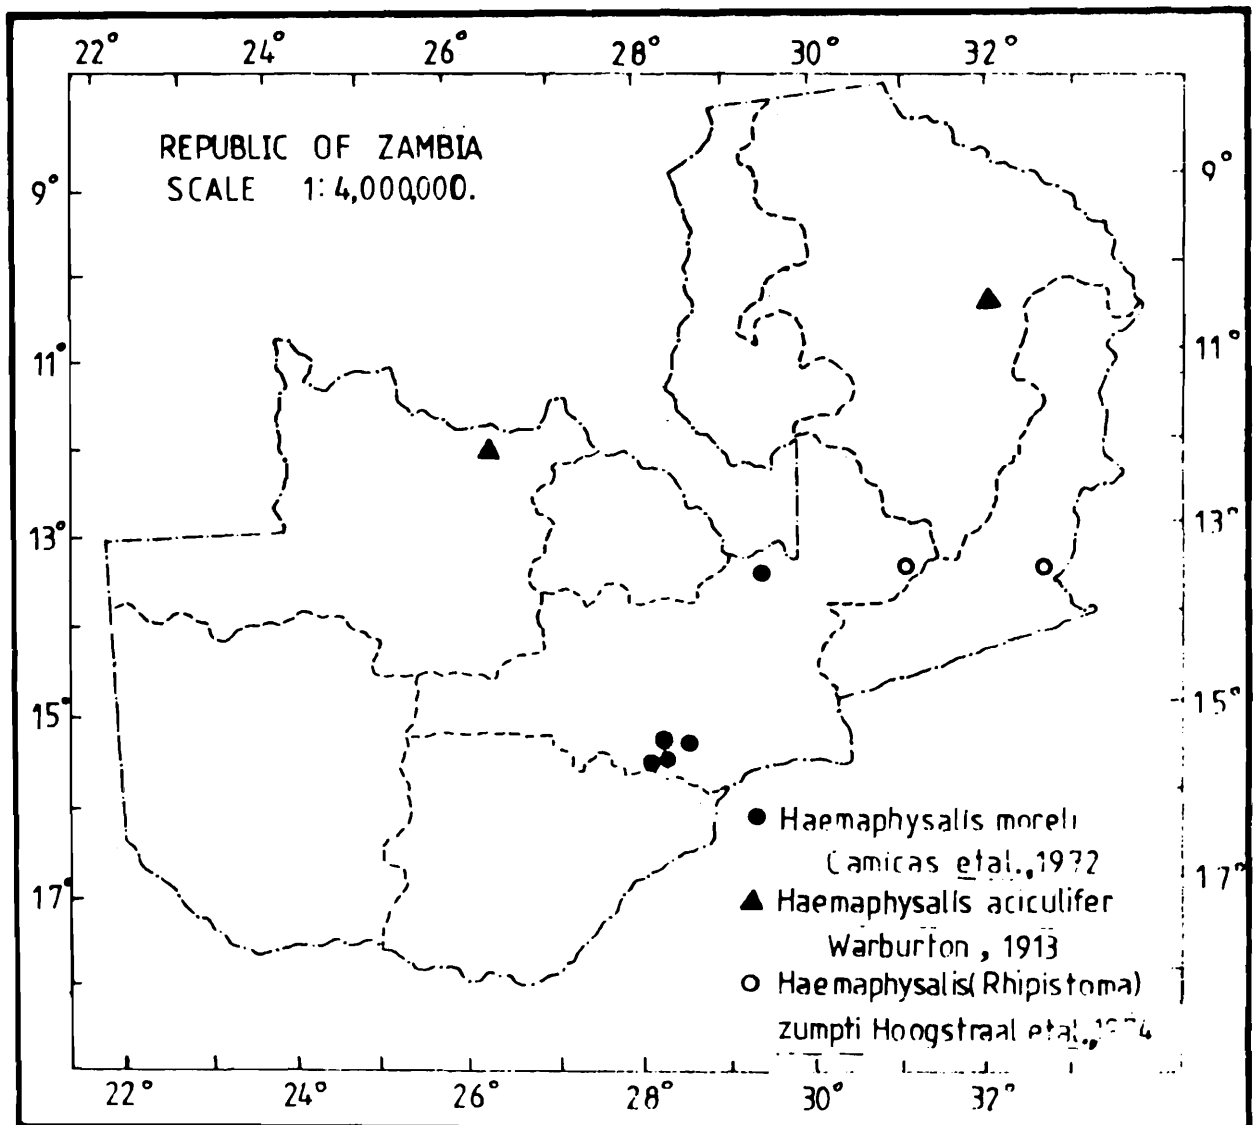 22° 24° 26° 28° 30° 32°
REPUBLIC OF ZAMBIA
SCALE 1:4,000,000.
9° 9°
11° 11°
13° 13°
15° 15°
17° 17°
Haemaphysalis moreli
Camicas et al., 1972
Haemaphysalis aciculifer
Warburton, 1913
Haemaphysalis (Rhipistoma)
zumpti Hoogstraal et al.,
22° 24° 26° 28° 30° 32°